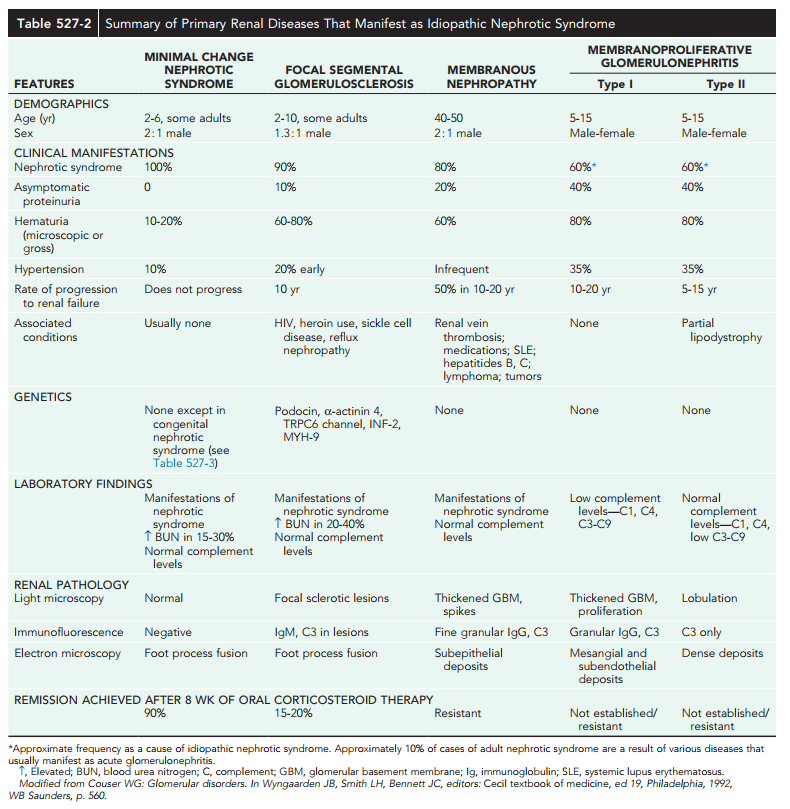 Table 527-2 Summary of Primary Renal Diseases That Manifest as Idiopathic Nephrotic Syndrome
FEATURES
MINIMAL CHANGE
NEPHROTIC
SYNDROME
FOCAL SEGMENTAL
GLOMERULOSCLEROSIS
MEMBRANOUS
NEPHROPATHY
MEMBRANOPROLIFERATIVE
GLOMERULONEPHRITIS
Type I
Type II
DEMOGRAPHICS
Age (yr) 2-6, some adults 2-10, some adults 40-50 5-15 5-15
Sex 2:1 male 1.3:1 male 2:1 male Male-female Male-female
CLINICAL MANIFESTATIONS
Nephrotic syndrome 100% 90% 80% 60%* 60%*
Asymptomatic
proteinuria
0 10% 20% 40% 40%
Hematuria
(microscopic or
gross)
10-20% 60-80% 60% 80% 80%
Hypertension 10% 20% early Infrequent 35% 35%
Rate of progression
to renal failure
Does not progress 10 yr 50% in 10-20 yr 10-20 yr 5-15 yr
Associated
conditions
Usually none
HIV, heroin use, sickle cell
disease, reflux
nephropathy
Renal vein
thrombosis;
medications; SLE;
hepatitides B, C;
lymphoma; tumors
None
Partial
lipodystrophy
GENETICS
None except in
congenital
nephrotic
syndrome (see
Table 527-3)
Podocin, α-actinin 4,
TRPC6 channel, INF-2,
MYH-9
None
None
None
LABORATORY FINDINGS
Manifestations of
nephrotic
syndrome
↑ BUN in 15-30%
Normal complement
levels
Manifestations of
nephrotic syndrome
↑ BUN in 20-40%
Normal complement
levels
Manifestations of
nephrotic syndrome
Normal complement
levels
Low complement
levels—C1, C4,
C3-C9
Normal
complement
levels—C1, C4,
low C3-C9
RENAL PATHOLOGY
Light microscopy
Normal
Focal sclerotic lesions
Thickened GBM,
spikes
Thickened GBM,
proliferation
Lobulation
Immunofluorescence Negative IgM, C3 in lesions Fine granular IgG, C3 Granular IgG, C3 C3 only
Electron microscopy
Foot process fusion
Foot process fusion
Subepithelial
deposits
Mesangial and
subendothelial
deposits
Dense deposits
REMISSION ACHIEVED AFTER 8 WK OF ORAL CORTICOSTEROID THERAPY
90%
15-20%
Resistant
Not established/
resistant
Not established/
resistant
*Approximate frequency as a cause of idiopathic nephrotic syndrome. Approximately 10% of cases of adult nephrotic syndrome are a result of various diseases that
usually manifest as acute glomerulonephritis.
↑, Elevated; BUN, blood urea nitrogen; C, complement; GBM, glomerular basement membrane; Ig, immunoglobulin; SLE, systemic lupus erythematosus.
Modified from Couser WG: Glomerular disorders. In Wyngaarden JB, Smith LH, Bennett JC, editors: Cecil textbook of medicine, ed 19, Philadelphia, 1992,
WB Saunders, p. 560.